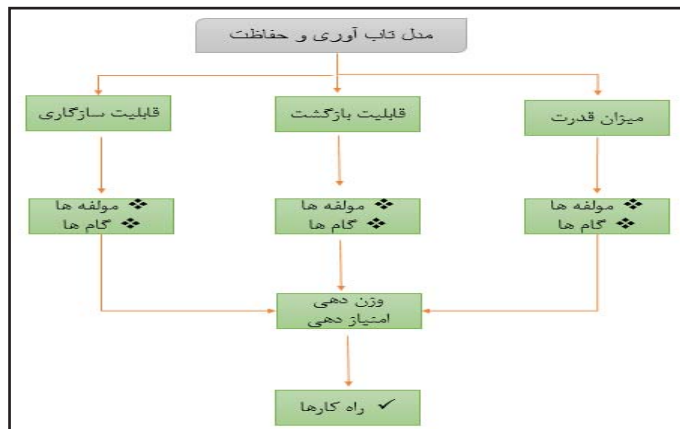 مدل تاب آوری و حفاظت
میزان قدرت
قابلیت بازگشت
قابلیت سازگاری
❖ مولفه ها
❖ گام ها
❖ مولفه ها
❖ گام ها
❖ مولفه ها
❖ گام ها
وزن دهی
امتیاز دهی
✓ راه کارها